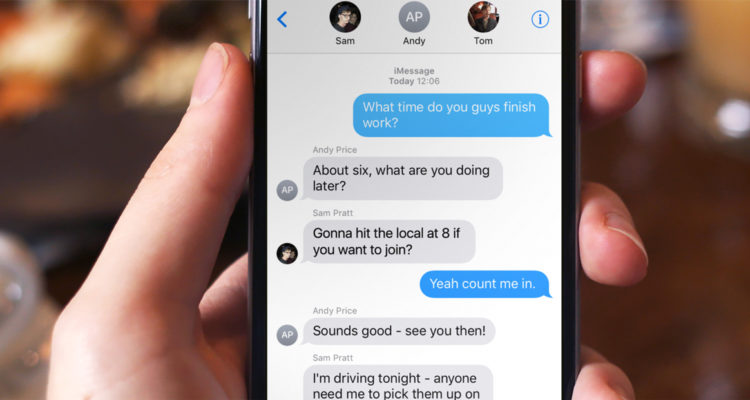 AP
Sam Andy Tom
iMessage
Today 12:06
What time do you guys finish
work?
Andy Price
About six, what are you doing
later?
AP
Sam Pratt
Gonna hit the local at 8 if
you want to join?
Yeah count me in.
Andy Price
Sounds good - see you then!
AP
Sam Pratt
I'm driving tonight - anyone
need me to pick them up on